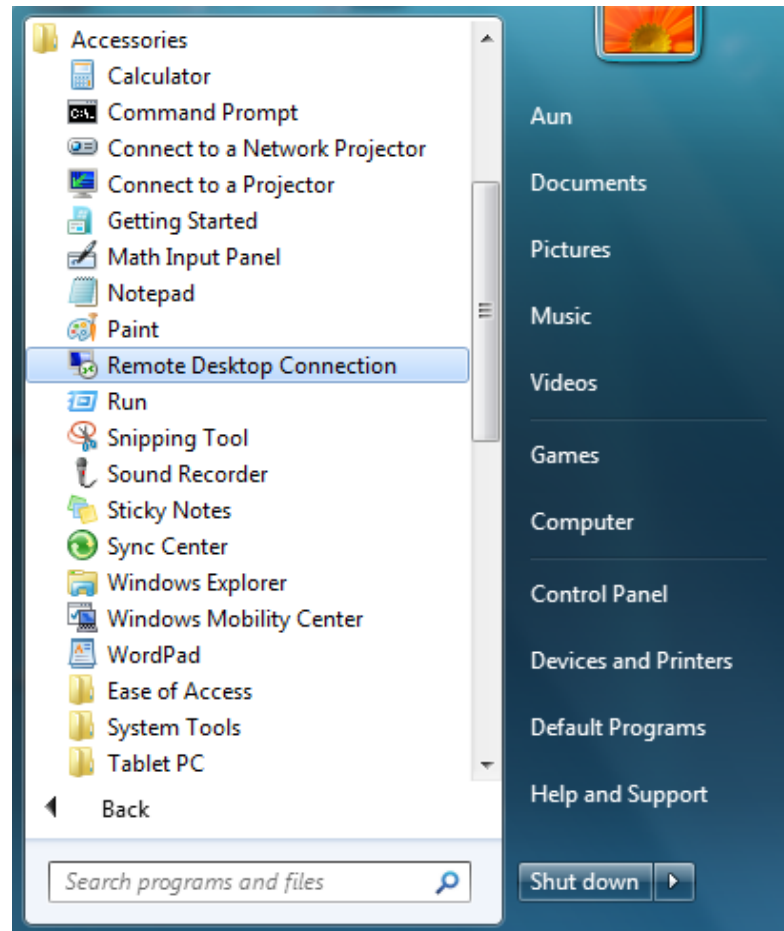 Accessories
Calculator
Command Prompt
Connect to a Network Projector
Connect to a Projector
Getting Started
Math Input Panel
Notepad
Paint
Remote Desktop Connection
Run
Snipping Tool
Sound Recorder
Sticky Notes
Sync Center
Windows Explorer
Windows Mobility Center
WordPad
Ease of Access
System Tools
Tablet PC
Back
Search programs and files
Aun
Documents
Pictures
Music
Videos
Games
Computer
Control Panel
Devices and Printers
Default Programs
Help and Support
Shut down